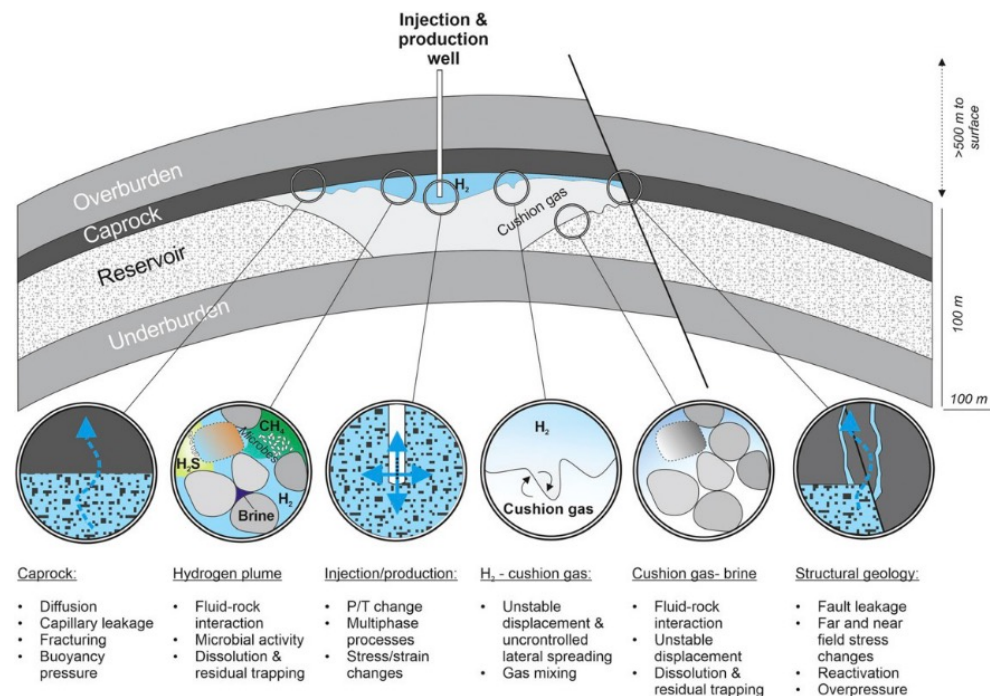 Injection &
production
well
>500 m to
surface
Overburden
Caprock
Reservoir
Underburden
H₂
Cushion gas
100 m
100 m
CH₄
Microbes
H₂S
H₂
Brine
H₂
Cushion gas
Caprock:
• Diffusion
• Capillary leakage
• Fracturing
• Buoyancy
pressure
Hydrogen plume
• Fluid-rock
interaction
• Microbial activity
• Dissolution &
residual trapping
Injection/production:
• P/T change
• Multiphase
processes
• Stress/strain
changes
H₂ - cushion gas:
• Unstable
displacement &
uncontrolled
lateral spreading
• Gas mixing
Cushion gas- brine
• Fluid-rock
interaction
• Unstable
displacement
• Dissolution &
residual trapping
Structural geology:
• Fault leakage
• Far and near
field stress
changes
• Reactivation
• Overpressure